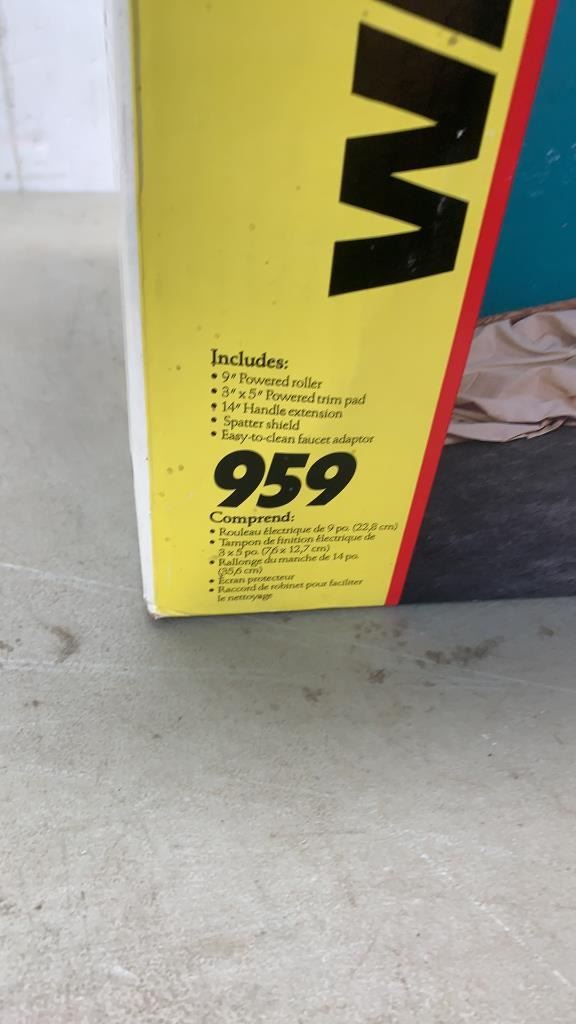 W
Includes:
• 9" Powered roller
• 3" x 5" Powered trim pad
• 14" Handle extension
• Spatter shield
• Easy-to-clean faucet adaptor
959
Comprend:
• Rouleau électrique de 9 po. (22,8 cm)
• Tampon de finition électrique de
3 x 5 po. (7,6 x 12,7 cm)
• Rallonge du manche de 14 po.
(35,6 cm)
• Écran protecteur
• Raccord de robinet pour faciliter
le nettoyage